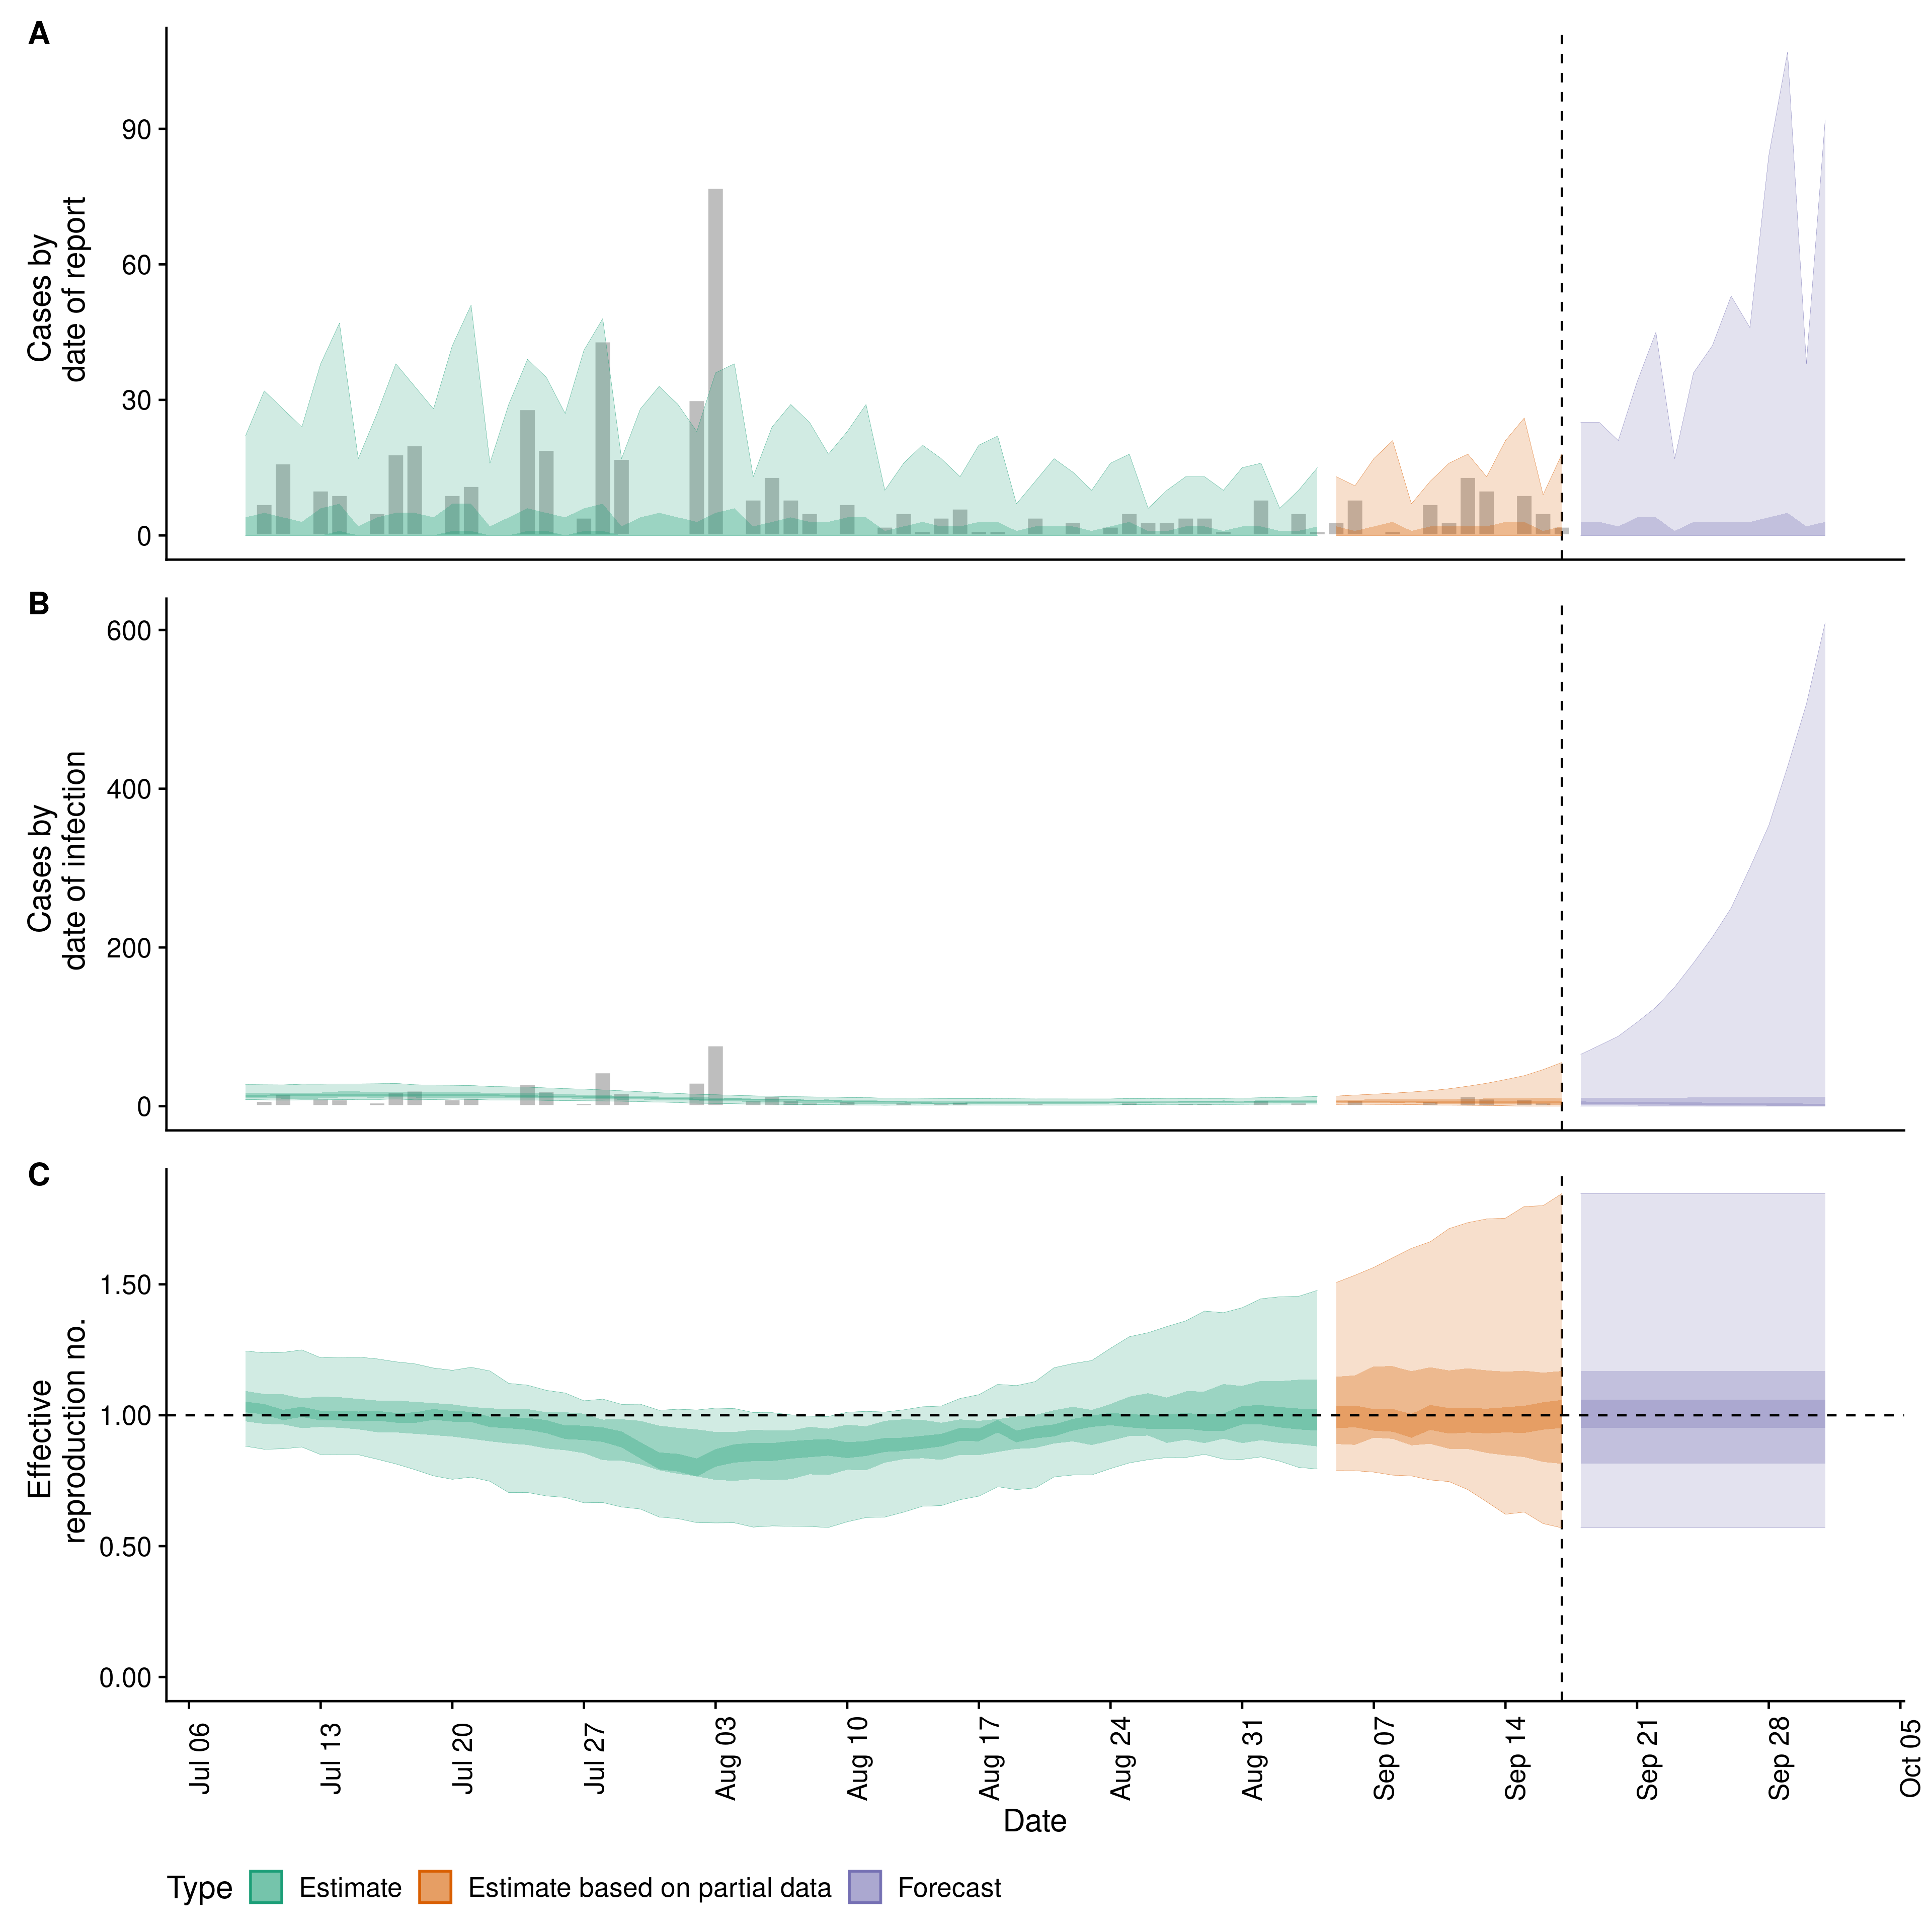 A
Cases by
date of report
90
60
30
0
B
Cases by
date of infection
600
400
200
0
C
Effective
reproduction no.
1.50
1.00
0.50
0.00
Jul 06
Jul 13
Jul 20
Jul 27
Aug 03
Aug 10
Aug 17
Aug 24
Aug 31
Sep 07
Sep 14
Sep 21
Sep 28
Oct 05
Date
Type Estimate Estimate based on partial data Forecast